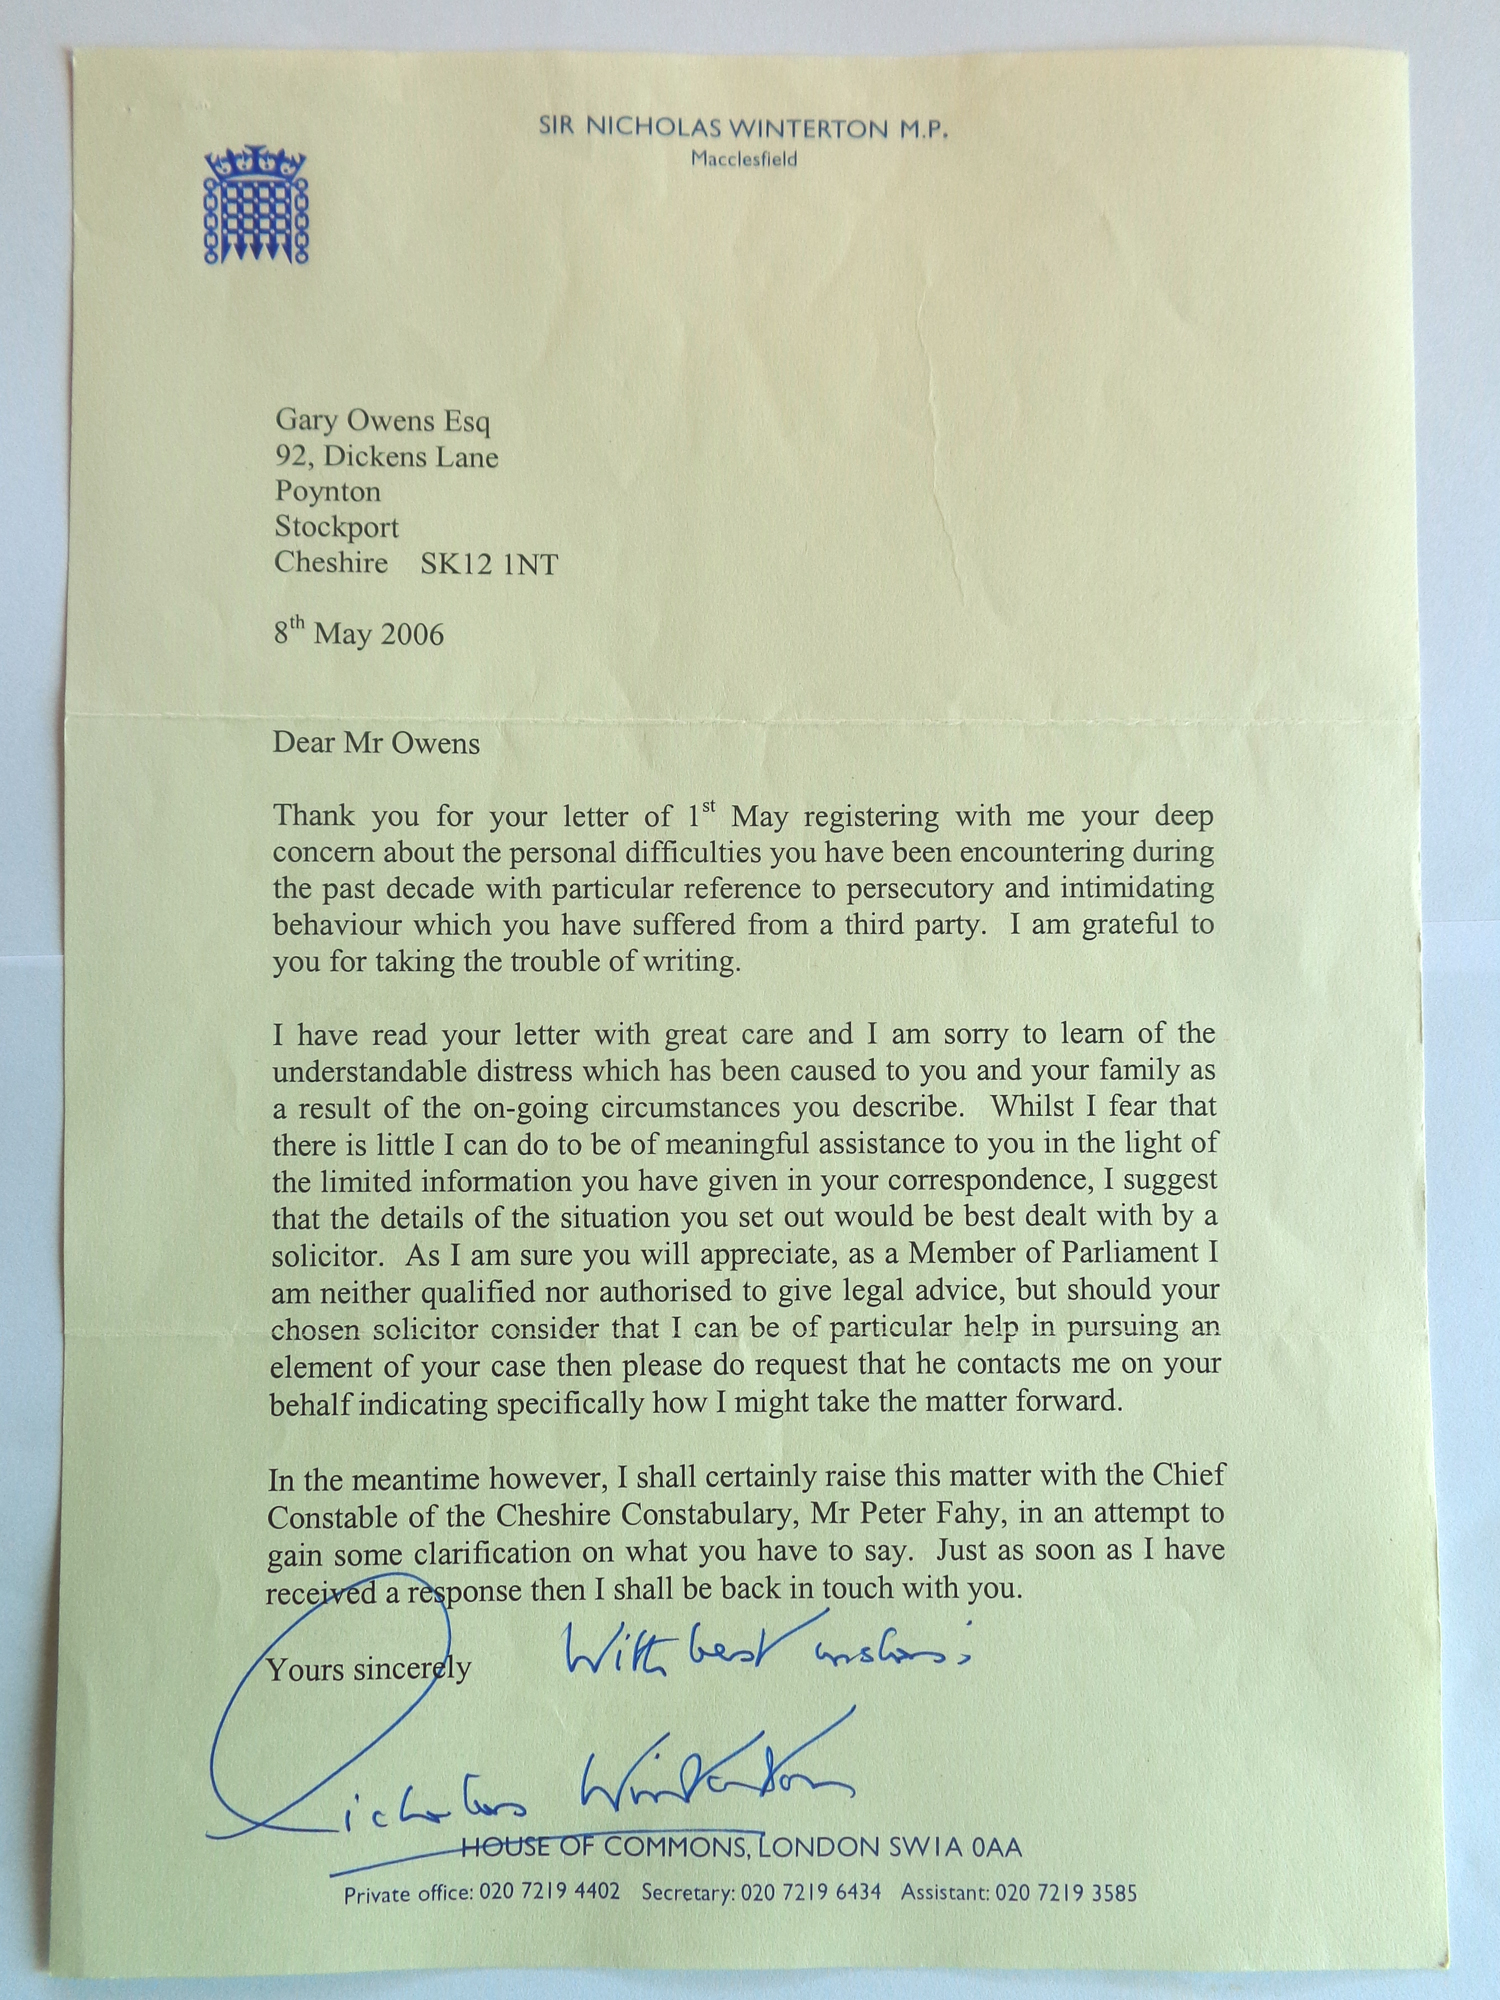 SIR NICHOLAS WINTERTON M.P.
Macclesfield
Gary Owens Esq
92, Dickens Lane
Poynton
Stockport
Cheshire SK12 1NT
8th May 2006
Dear Mr Owens
Thank you for your letter of 1st May registering with me your deep
concern about the personal difficulties you have been encountering during
the past decade with particular reference to persecutory and intimidating
behaviour which you have suffered from a third party. I am grateful to
you for taking the trouble of writing.
I have read your letter with great care and I am sorry to learn of the
understandable distress which has been caused to you and your family as
a result of the on-going circumstances you describe. Whilst I fear that
there is little I can do to be of meaningful assistance to you in the light of
the limited information you have given in your correspondence, I suggest
that the details of the situation you set out would be best dealt with by a
solicitor. As I am sure you will appreciate, as a Member of Parliament I
am neither qualified nor authorised to give legal advice, but should your
chosen solicitor consider that I can be of particular help in pursuing an
element of your case then please do request that he contacts me on your
behalf indicating specifically how I might take the matter forward.
In the meantime however, I shall certainly raise this matter with the Chief
Constable of the Cheshire Constabulary, Mr Peter Fahy, in an attempt to
gain some clarification on what you have to say. Just as soon as I have
received a response then I shall be back in touch with you.
Yours sincerely With best wishes:
Nicholas Winterton
HOUSE OF COMMONS, LONDON SW1A 0AA
Private office: 020 7219 4402 Secretary: 020 7219 6434 Assistant: 020 7219 3585